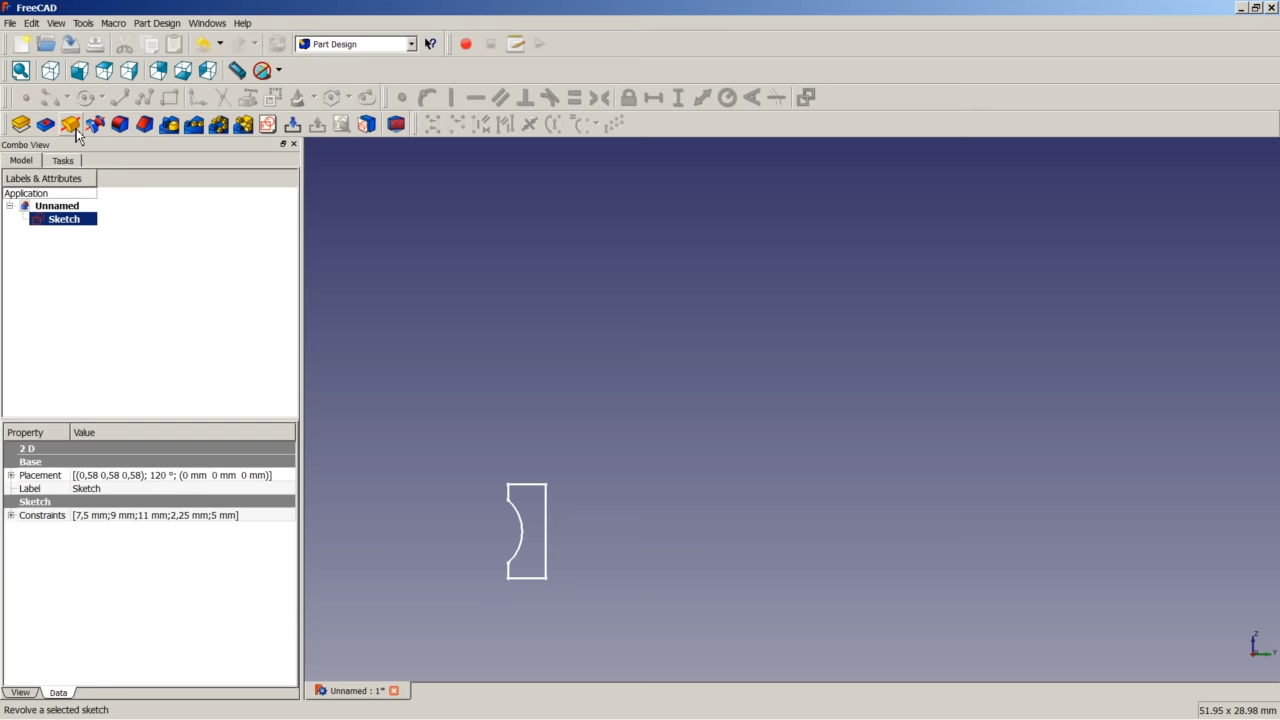 FreeCAD
File Edit View Tools Macro Part Design Windows Help
Part Design
Combo View
Model Tasks
Labels & Attributes
Application
Unnamed
Sketch
Property Value
2 D
Base
Placement [(0,58 0,58 0,58); 120 °; (0 mm 0 mm 0 mm)]
Label Sketch
Sketch
Constraints [7,5 mm;9 mm;11 mm;2,25 mm;5 mm]
Z
Y
View Data
Unnamed : 1*
Revolve a selected sketch
51.95 x 28.98 mm